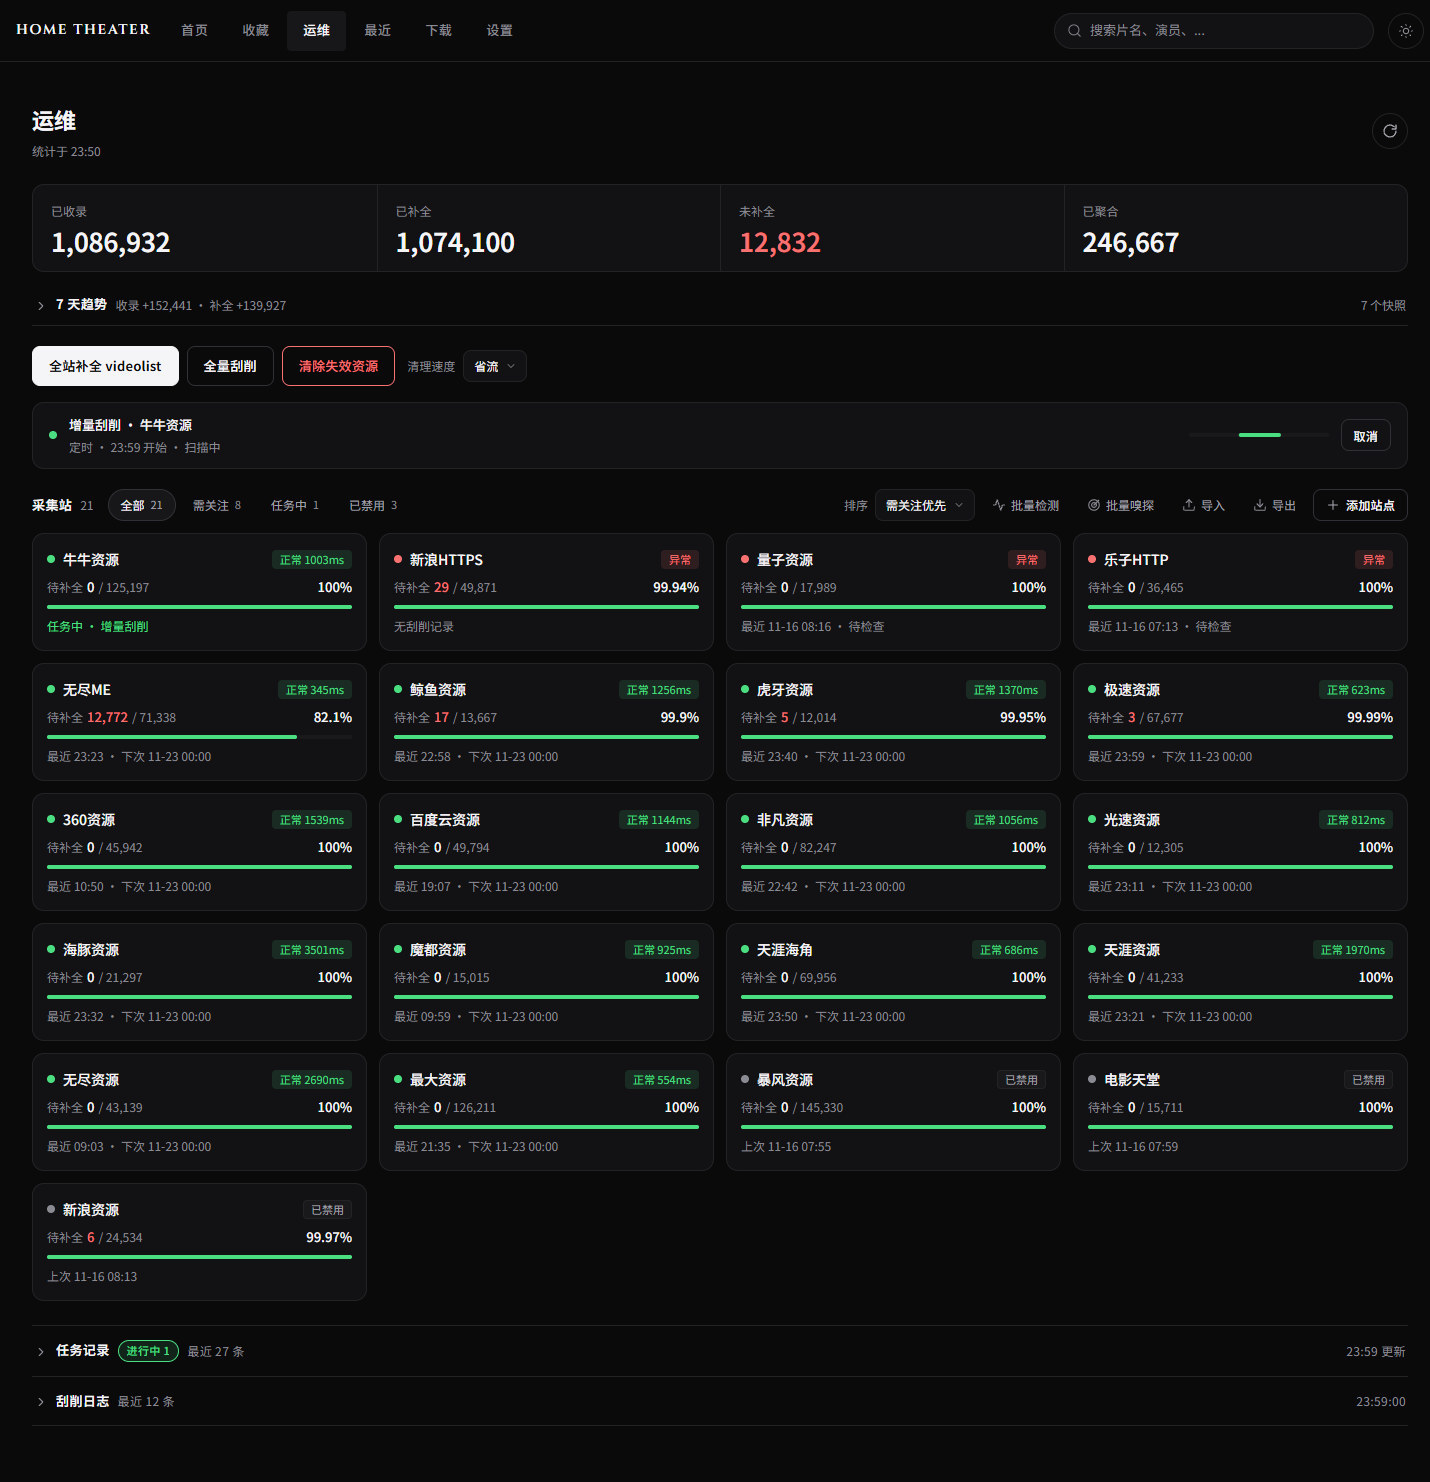 HOME THEATER 首页 收藏 运维 最近 下载 设置 搜索片名、演员、...
运维
统计于 23:50
已收录 已补全 未补全 已聚合
1,086,932 1,074,100 12,832 246,667
7 天趋势 收录 +152,441 · 补全 +139,927 7 个快照
全站补全 videolist 全量刮削 清除失效资源 清理速度 省流
增量刮削 · 牛牛资源
定时 · 23:59 开始 · 扫描中 取消
采集站 21 全部 21 需关注 8 任务中 1 已禁用 3 排序 需关注优先 批量检测 批量嗅探 导入 导出 添加站点
牛牛资源 正常 1003ms 新浪HTTPS 异常 量子资源 异常 乐子HTTP 异常
待补全 0 / 125,197 100% 待补全 29 / 49,871 99.94% 待补全 0 / 17,989 100% 待补全 0 / 36,465 100%
任务中 · 增量刮削 无刮削记录 最近 11-16 08:16 · 待检查 最近 11-16 07:13 · 待检查
无尽ME 正常 345ms 鲸鱼资源 正常 1256ms 虎牙资源 正常 1370ms 极速资源 正常 623ms
待补全 12,772 / 71,338 82.1% 待补全 17 / 13,667 99.9% 待补全 5 / 12,014 99.95% 待补全 3 / 67,677 99.99%
最近 23:23 · 下次 11-23 00:00 最近 22:58 · 下次 11-23 00:00 最近 23:40 · 下次 11-23 00:00 最近 23:59 · 下次 11-23 00:00
360资源 正常 1539ms 百度云资源 正常 1144ms 非凡资源 正常 1056ms 光速资源 正常 812ms
待补全 0 / 45,942 100% 待补全 0 / 49,794 100% 待补全 0 / 82,247 100% 待补全 0 / 12,305 100%
最近 10:50 · 下次 11-23 00:00 最近 19:07 · 下次 11-23 00:00 最近 22:42 · 下次 11-23 00:00 最近 23:11 · 下次 11-23 00:00
海豚资源 正常 3501ms 魔都资源 正常 925ms 天涯海角 正常 686ms 天涯资源 正常 1970ms
待补全 0 / 21,297 100% 待补全 0 / 15,015 100% 待补全 0 / 69,956 100% 待补全 0 / 41,233 100%
最近 23:32 · 下次 11-23 00:00 最近 09:59 · 下次 11-23 00:00 最近 23:50 · 下次 11-23 00:00 最近 23:21 · 下次 11-23 00:00
无尽资源 正常 2690ms 最大资源 正常 554ms 暴风资源 已禁用 电影天堂 已禁用
待补全 0 / 43,139 100% 待补全 0 / 126,211 100% 待补全 0 / 145,330 100% 待补全 0 / 15,711 100%
最近 09:03 · 下次 11-23 00:00 最近 21:35 · 下次 11-23 00:00 上次 11-16 07:55 上次 11-16 07:59
新浪资源 已禁用
待补全 6 / 24,534 99.97%
上次 11-16 08:13
任务记录 进行中 1 最近 27 条 23:59 更新
刮削日志 最近 12 条 23:59:00